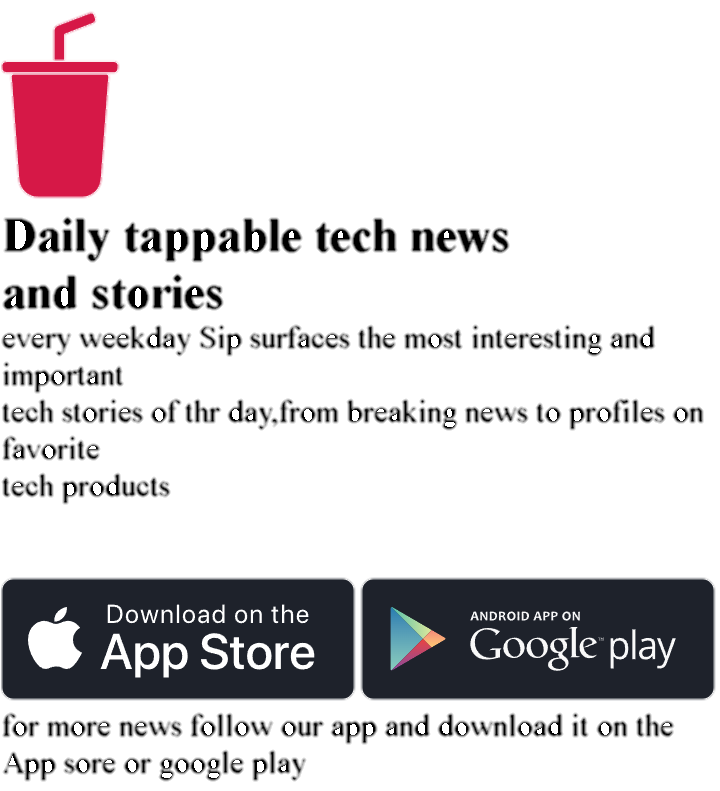 Daily tappable tech news
and stories
every weekday Sip surfaces the most interesting and
important
tech stories of thr day,from breaking news to profiles on
favorite
tech products
Download on the
App Store
ANDROID APP ON
Google™ play
for more news follow our app and download it on the
App sore or google play